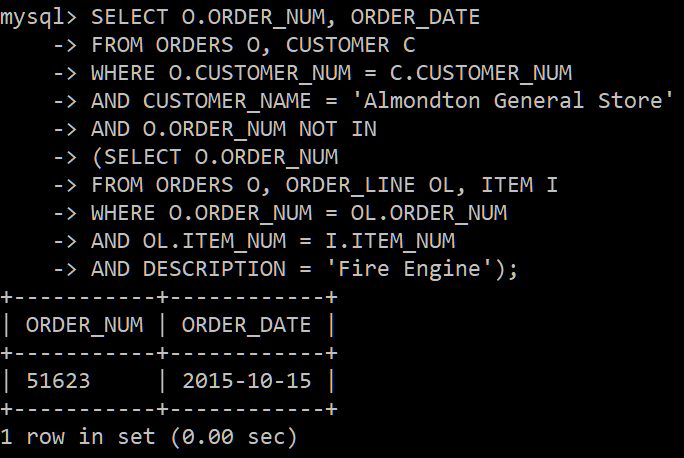 mysql> SELECT O.ORDER_NUM, ORDER_DATE
    -> FROM ORDERS O, CUSTOMER C
    -> WHERE O.CUSTOMER_NUM = C.CUSTOMER_NUM
    -> AND CUSTOMER_NAME = 'Almondton General Store'
    -> AND O.ORDER_NUM NOT IN
    -> (SELECT O.ORDER_NUM
    -> FROM ORDERS O, ORDER_LINE OL, ITEM I
    -> WHERE O.ORDER_NUM = OL.ORDER_NUM
    -> AND OL.ITEM_NUM = I.ITEM_NUM
    -> AND DESCRIPTION = 'Fire Engine');
+-----------+------------+
| ORDER_NUM | ORDER_DATE |
+-----------+------------+
| 51623     | 2015-10-15 |
+-----------+------------+
1 row in set (0.00 sec)